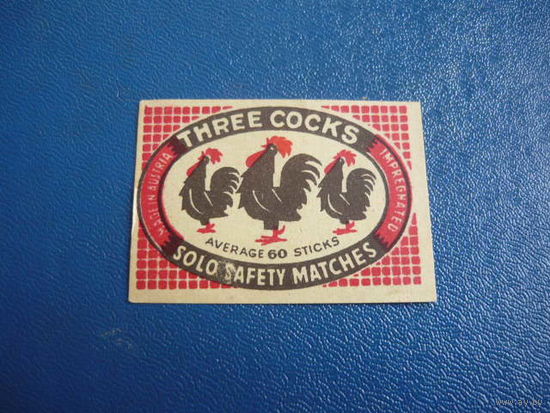 THREE COCKS
MADE IN AUSTRIA
IMPREGNATED
AVERAGE 60 STICKS
SOLO SAFETY MATCHES